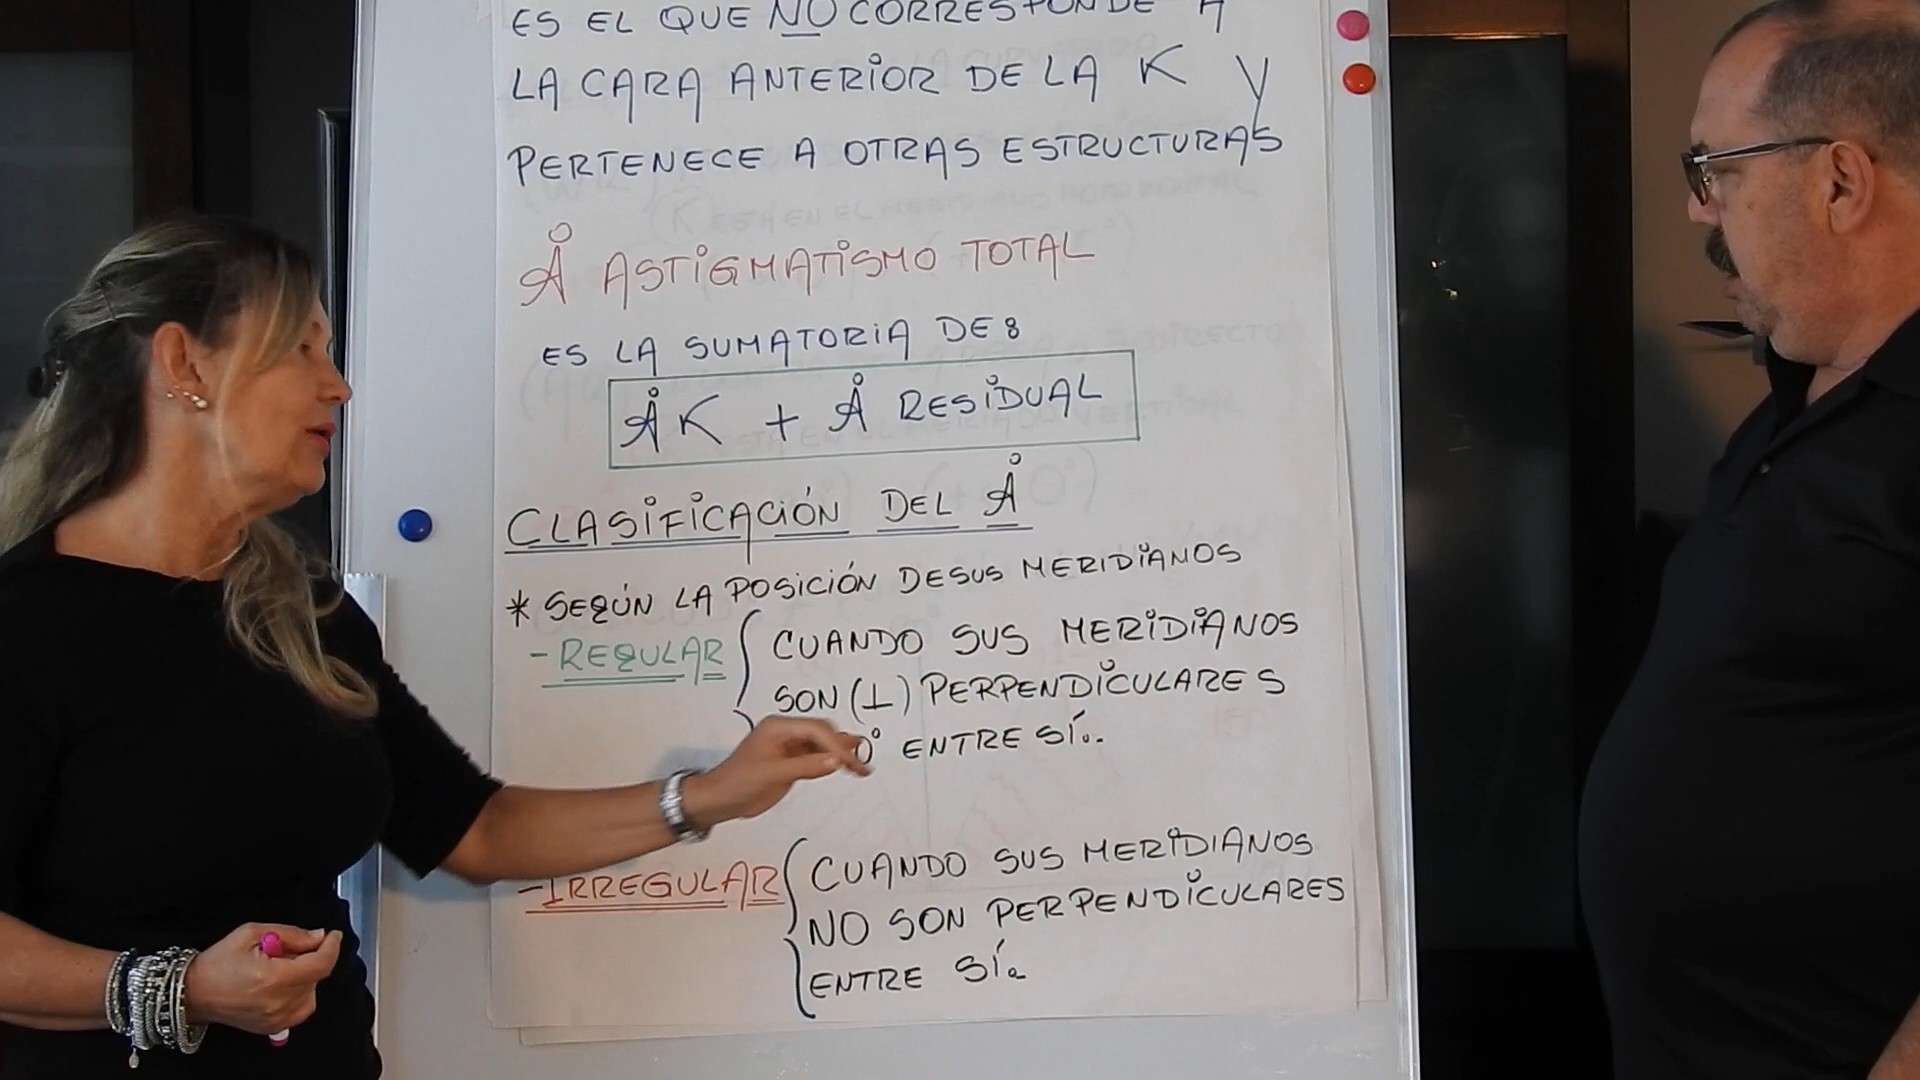 ES EL QUE NO CORRESPONDE A
LA CARA ANTERIOR DE LA K Y
PERTENECE A OTRAS ESTRUCTURAS
Å ASTIGMATISMO TOTAL
ES LA SUMATORIA DE:
ÅK + Å RESIDUAL
CLASIFICACIÓN DEL Å
* SEGÚN LA POSICIÓN DE SUS MERIDIANOS
- REGULAR { CUANDO SUS MERIDIANOS
SON (⊥) PERPENDICULARES
0° ENTRE SÍ.
- IRREGULAR { CUANDO SUS MERIDIANOS
NO SON PERPENDICULARES
ENTRE SÍ.